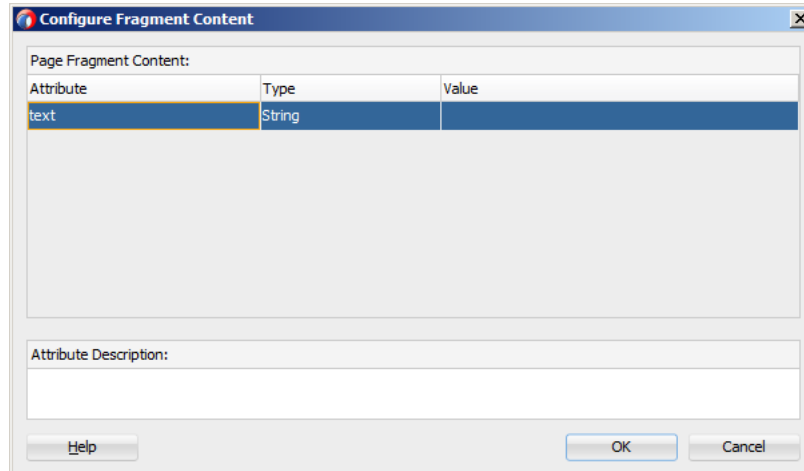 Configure Fragment Content
Page Fragment Content:
Attribute Type Value
text String
Attribute Description:
Help OK Cancel